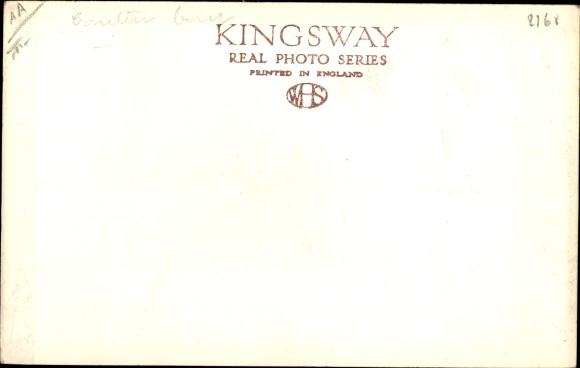 AA
2168
KINGSWAY
REAL PHOTO SERIES
PRINTED IN ENGLAND
WHS